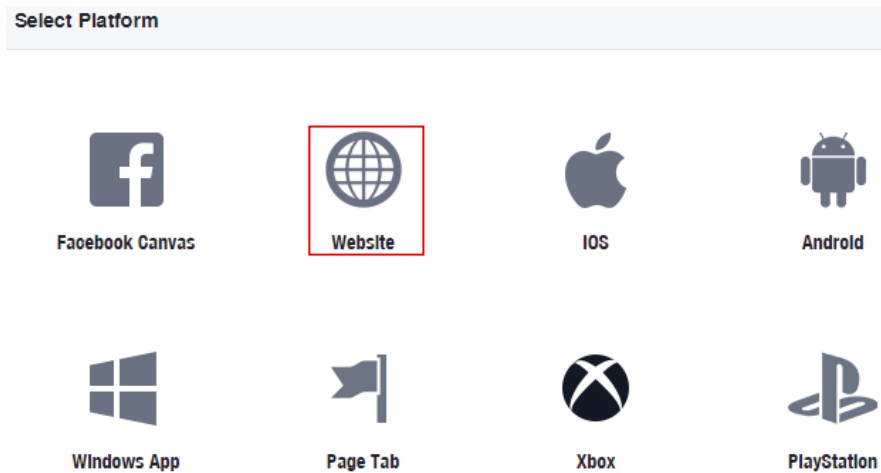 Select Platform
Facebook Canvas Website IOS Android
Windows App Page Tab Xbox PlayStation